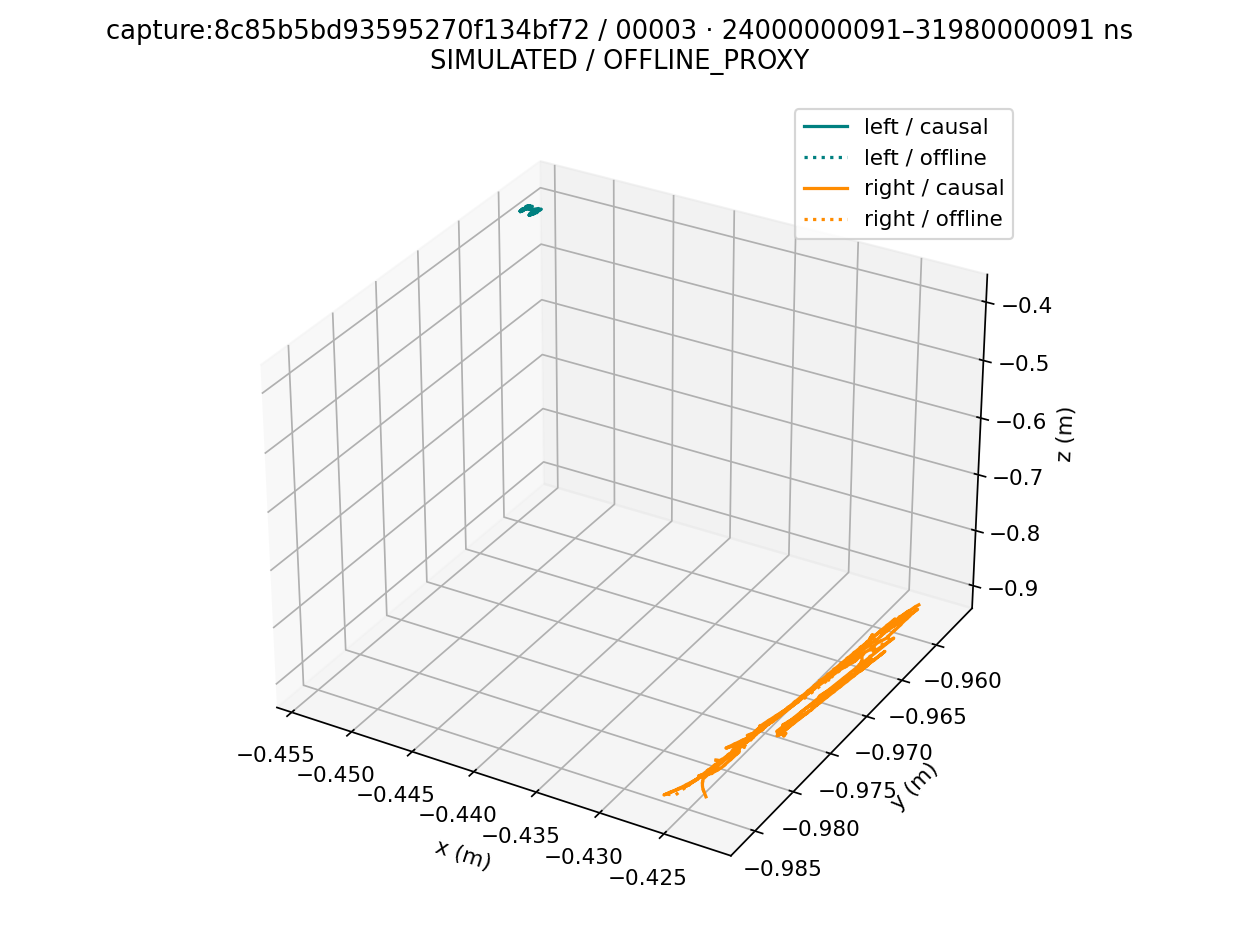 capture:8c85b5bd93595270f134bf72 / 00003 · 24000000091–31980000091 ns
SIMULATED / OFFLINE_PROXY
left / causal
left / offline
right / causal
right / offline
−0.4
−0.5
−0.6
−0.7
−0.8
−0.9
z (m)
−0.960
−0.965
−0.970
−0.975
−0.980
−0.985
y (m)
−0.455
−0.450
−0.445
−0.440
−0.435
−0.430
−0.425
x (m)